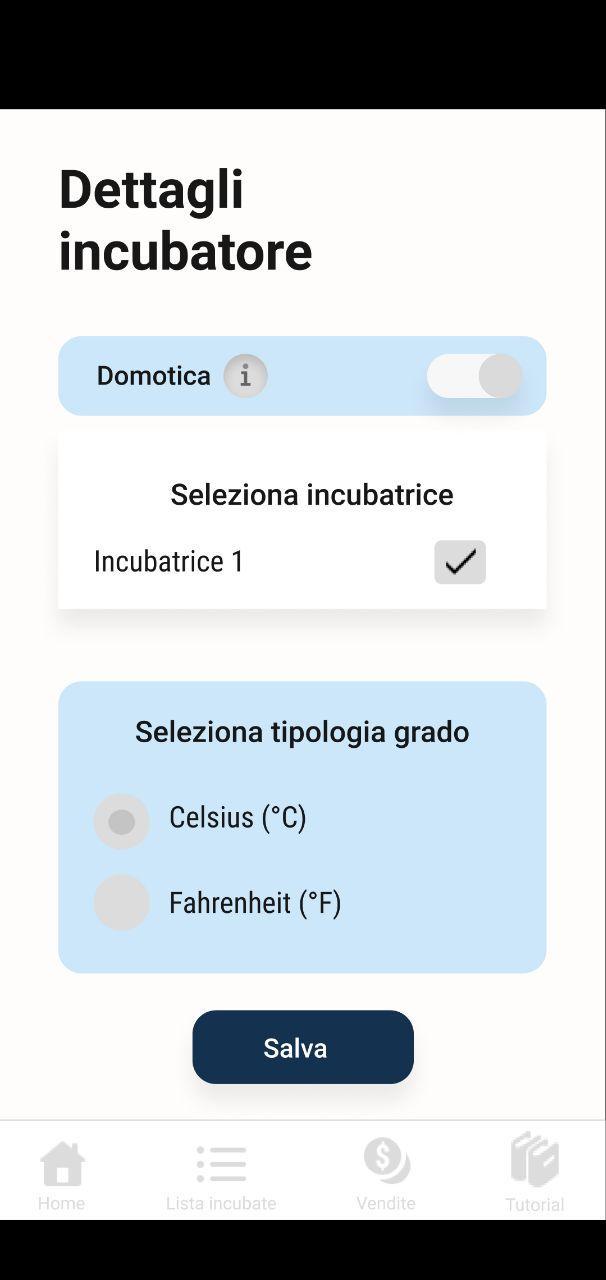 Dettagli
incubatore
Domotica i
Seleziona incubatrice
Incubatrice 1
Seleziona tipologia grado
Celsius (°C)
Fahrenheit (°F)
Salva
$
Home Lista incubate Vendite Tutorial